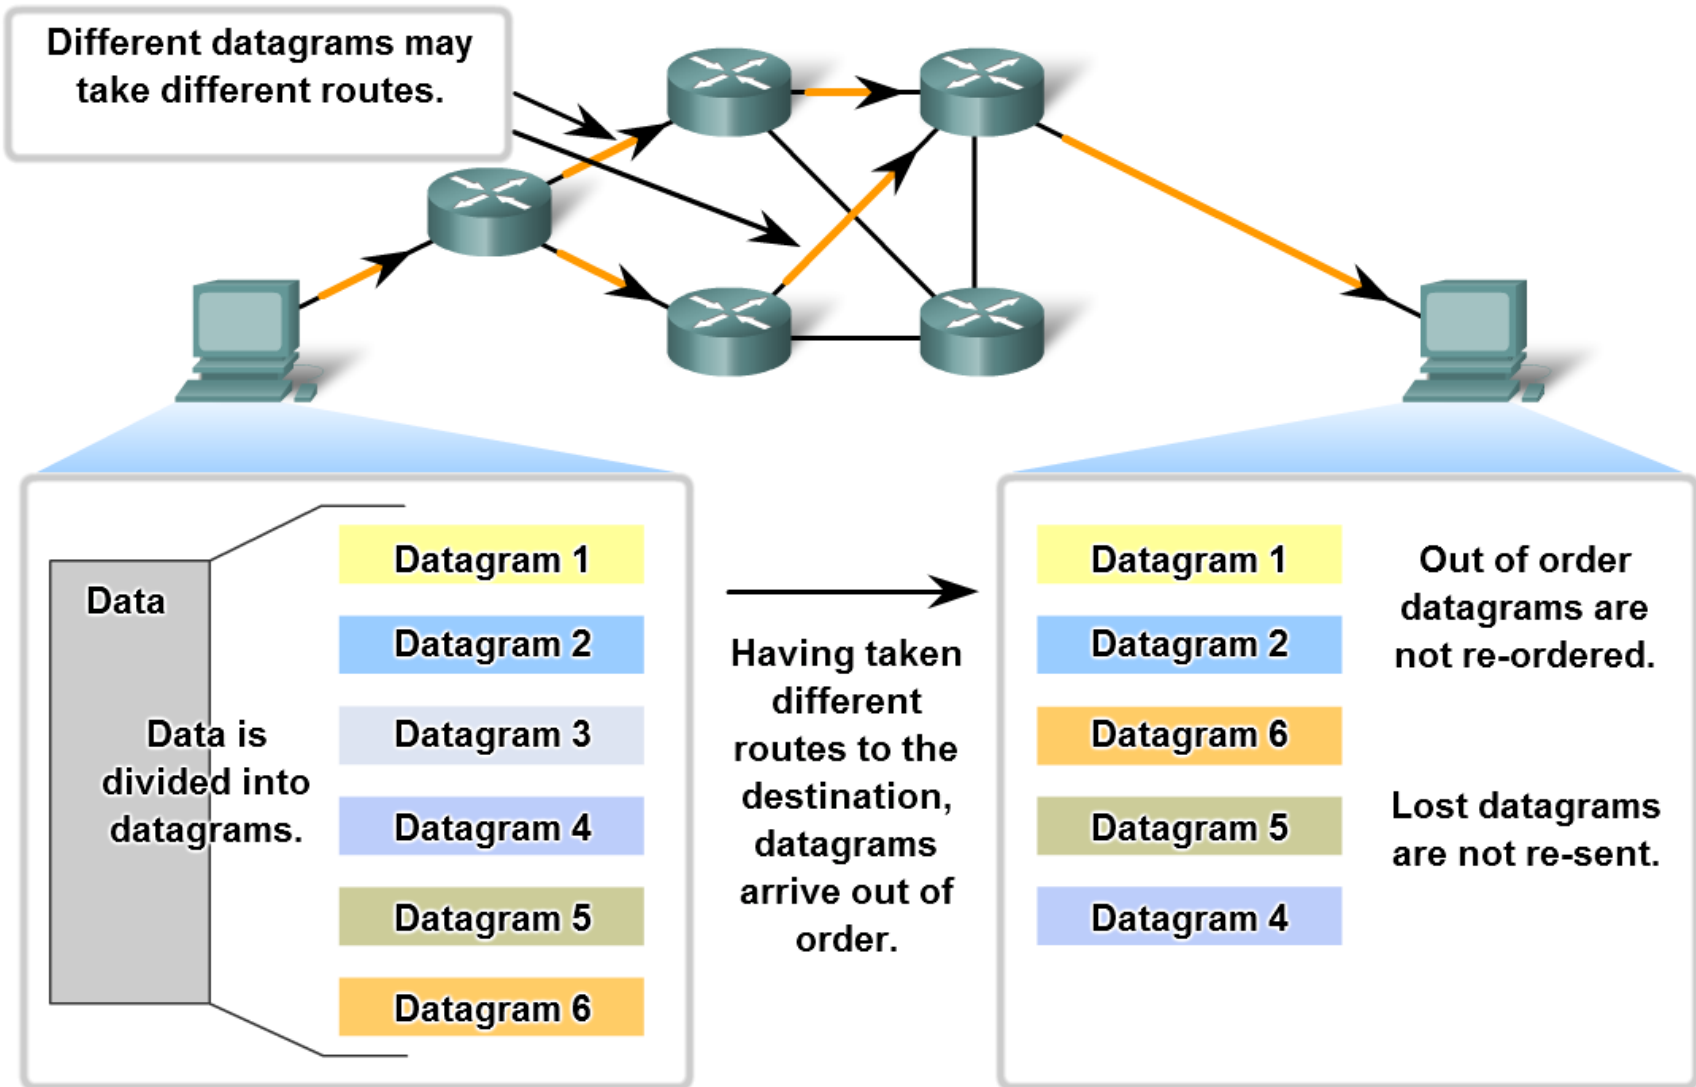 Different datagrams may
take different routes.
Data
Data is
divided into
datagrams.
Datagram 1
Datagram 2
Datagram 3
Datagram 4
Datagram 5
Datagram 6
Having taken
different
routes to the
destination,
datagrams
arrive out of
order.
Datagram 1
Datagram 2
Datagram 6
Datagram 5
Datagram 4
Out of order
datagrams are
not re-ordered.
Lost datagrams
are not re-sent.